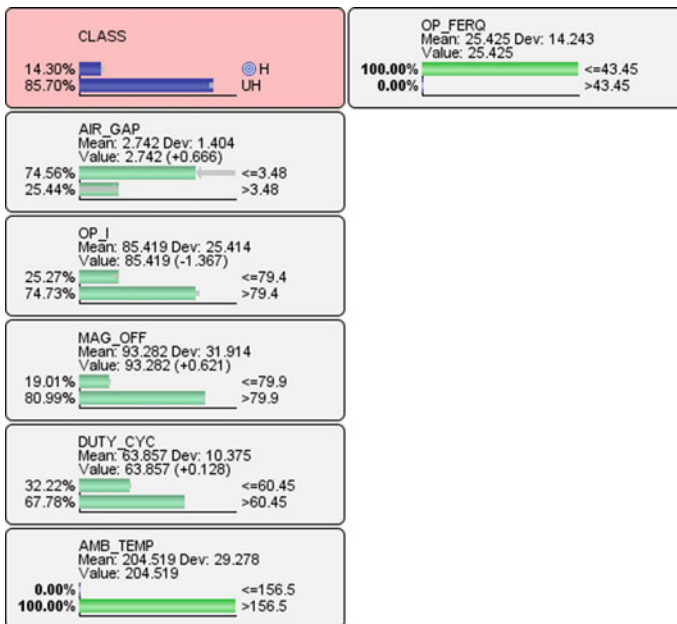 CLASS
14.30% H
85.70% UH
AIR_GAP
Mean: 2.742 Dev: 1.404
Value: 2.742 (+0.666)
74.56% <=3.48
25.44% >3.48
OP_I
Mean: 85.419 Dev: 25.414
Value: 85.419 (-1.367)
25.27% <=79.4
74.73% >79.4
MAG_OFF
Mean: 93.282 Dev: 31.914
Value: 93.282 (+0.621)
19.01% <=79.9
80.99% >79.9
DUTY_CYC
Mean: 63.857 Dev: 10.375
Value: 63.857 (+0.128)
32.22% <=60.45
67.78% >60.45
AMB_TEMP
Mean: 204.519 Dev: 29.278
Value: 204.519
0.00% <=156.5
100.00% >156.5
OP_FERQ
Mean: 25.425 Dev: 14.243
Value: 25.425
100.00% <=43.45
0.00% >43.45